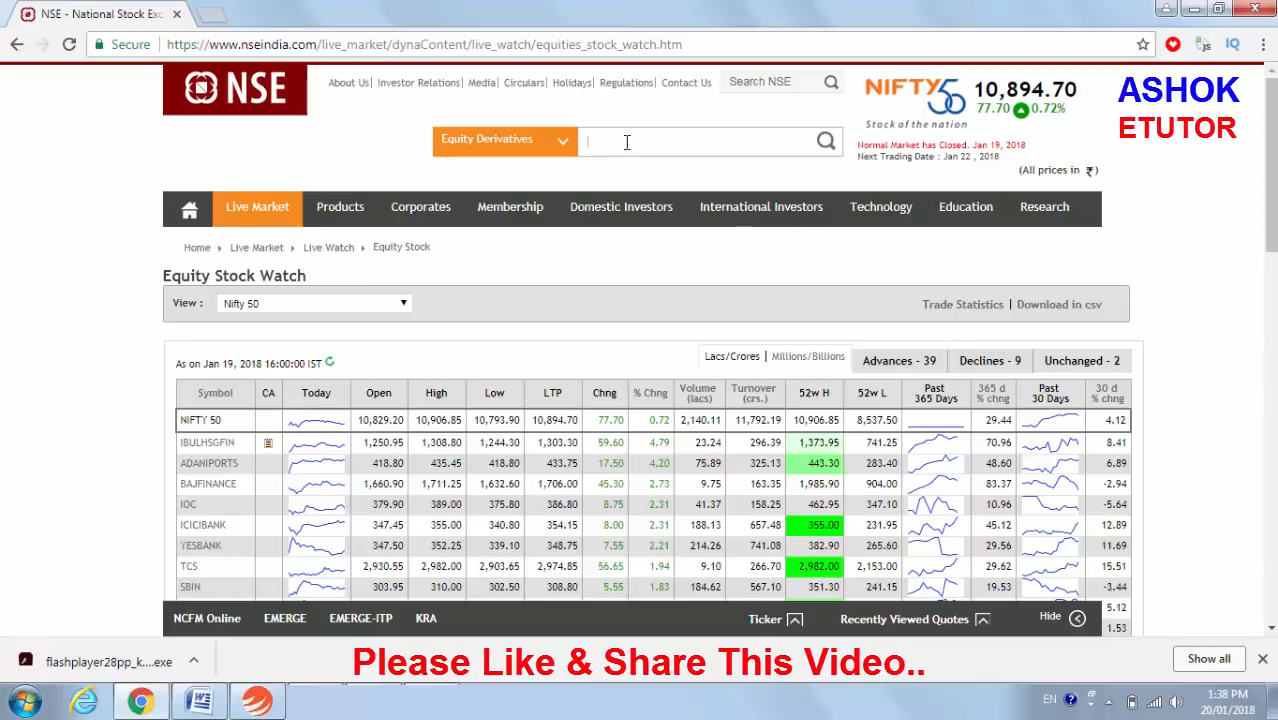 NSE - National Stock Exc
Secure https://www.nseindia.com/live_market/dynaContent/live_watch/equities_stock_watch.htm
js IQ
NSE
About Us| Investor Relations| Media| Circulars| Holidays| Regulations| Contact Us
Search NSE
NIFTY50
Stock of the nation
10,894.70
77.70 0.72%
ASHOK
ETUTOR
Equity Derivatives
Normal Market has Closed. Jan 19, 2018
Next Trading Date : Jan 22 , 2018
(All prices in ₹)
Live Market Products Corporates Membership Domestic Investors International Investors Technology Education Research
Home Live Market Live Watch Equity Stock
Equity Stock Watch
View : Nifty 50 Trade Statistics | Download in csv
As on Jan 19, 2018 16:00:00 IST Lacs/Crores | Millions/Billions Advances - 39 Declines - 9 Unchanged - 2
Symbol CA Today Open High Low LTP Chng % Chng Volume (lacs) Turnover (crs.) 52w H 52w L Past 365 Days 365 d % chng Past 30 Days 30 d % chng
NIFTY 50 10,829.20 10,906.85 10,793.90 10,894.70 77.70 0.72 2,140.11 11,792.19 10,906.85 8,537.50 29.44 4.12
IBULHSGFIN 1,250.95 1,308.80 1,244.30 1,303.30 59.60 4.79 23.24 296.39 1,373.95 741.25 70.96 8.41
ADANIPORTS 418.80 435.45 418.80 433.75 17.50 4.20 75.89 325.13 443.30 283.40 48.60 6.89
BAJFINANCE 1,660.90 1,711.25 1,632.60 1,706.00 45.30 2.73 9.75 163.35 1,985.90 904.00 83.37 -2.94
IOC 379.90 389.00 375.80 386.80 8.75 2.31 41.37 158.25 462.95 347.10 10.96 -5.64
ICICIBANK 347.45 355.00 340.80 354.15 8.00 2.31 188.13 657.48 355.00 231.95 45.12 12.89
YESBANK 347.50 352.25 339.10 348.75 7.55 2.21 214.26 741.08 382.90 265.60 29.56 11.69
TCS 2,930.55 2,982.00 2,903.65 2,974.85 56.65 1.94 9.10 266.70 2,982.00 2,153.00 29.62 15.51
SBIN 303.95 310.00 302.50 308.80 5.55 1.83 184.62 567.10 351.30 241.15 19.53 -3.44
5.12
1.53
NCFM Online EMERGE EMERGE-ITP KRA Ticker Recently Viewed Quotes Hide
flashplayer28pp_k....exe
Please Like & Share This Video..
Show all
EN
1:38 PM
20/01/2018